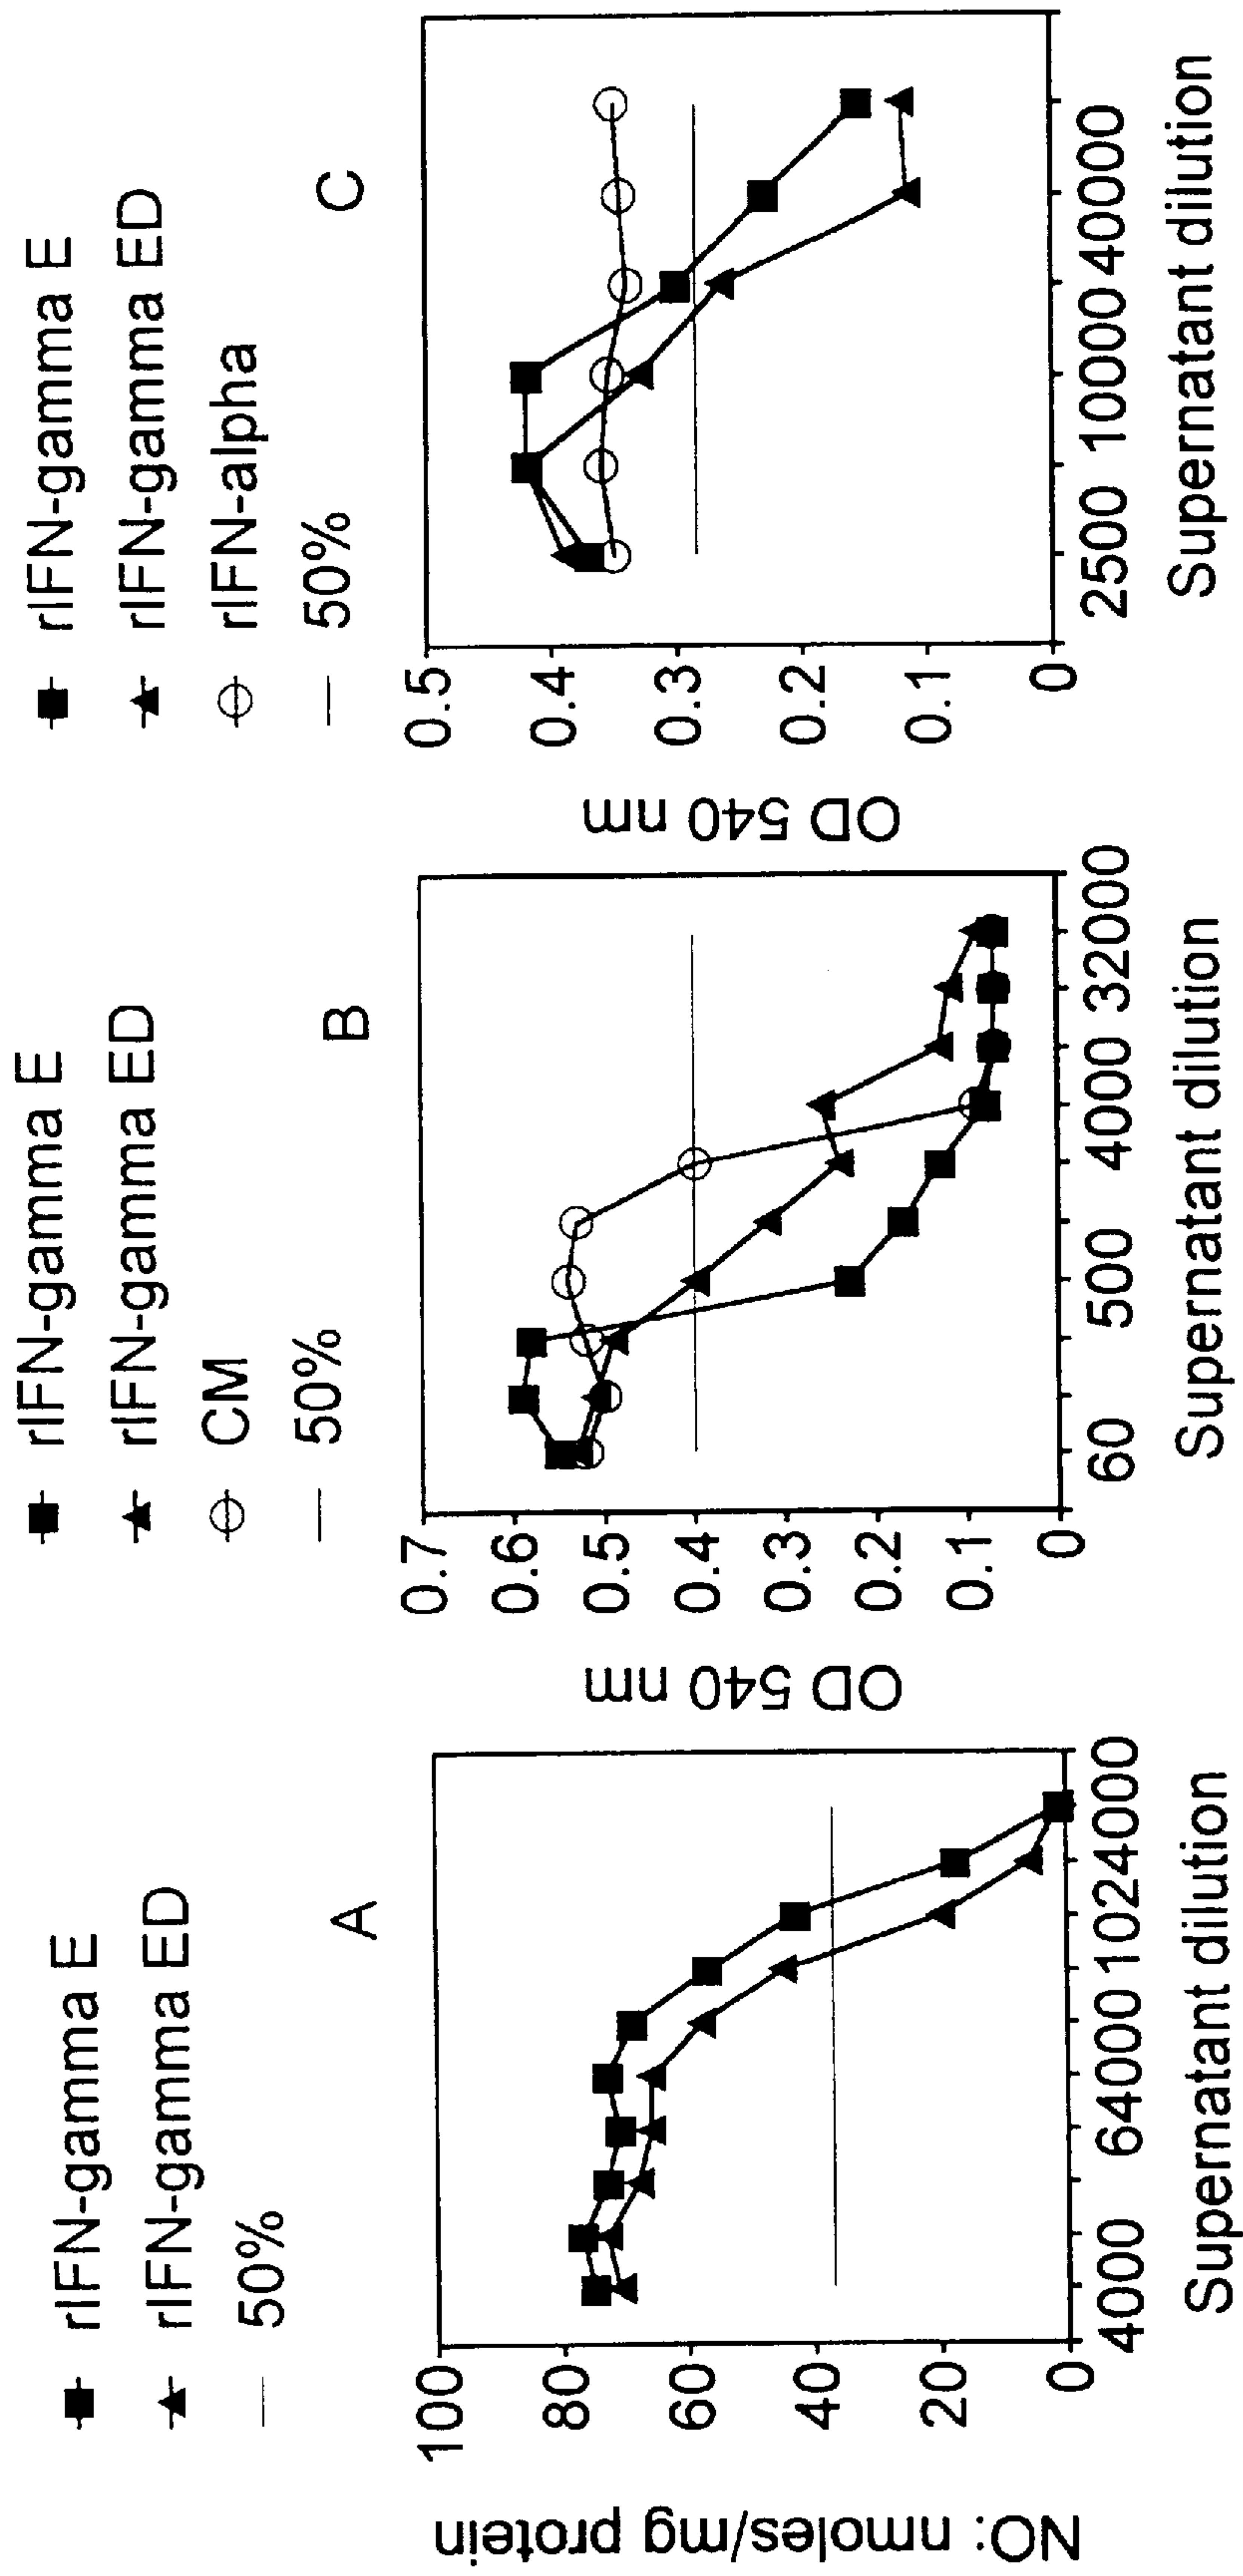 rIFN-gamma E
rIFN-gamma ED
50%
A
100
80
60
40
20
0
NO: nmoles/mg protein
4000 64000 1024000
Supernatant dilution
rIFN-gamma E
rIFN-gamma ED
CM
50%
B
0.7
0.6
0.5
0.4
0.3
0.2
0.1
0
OD 540 nm
60 500 4000 32000
Supernatant dilution
rIFN-gamma E
rIFN-gamma ED
rIFN-alpha
50%
C
0.5
0.4
0.3
0.2
0.1
0
OD 540 nm
2500 10000 40000
Supernatant dilution